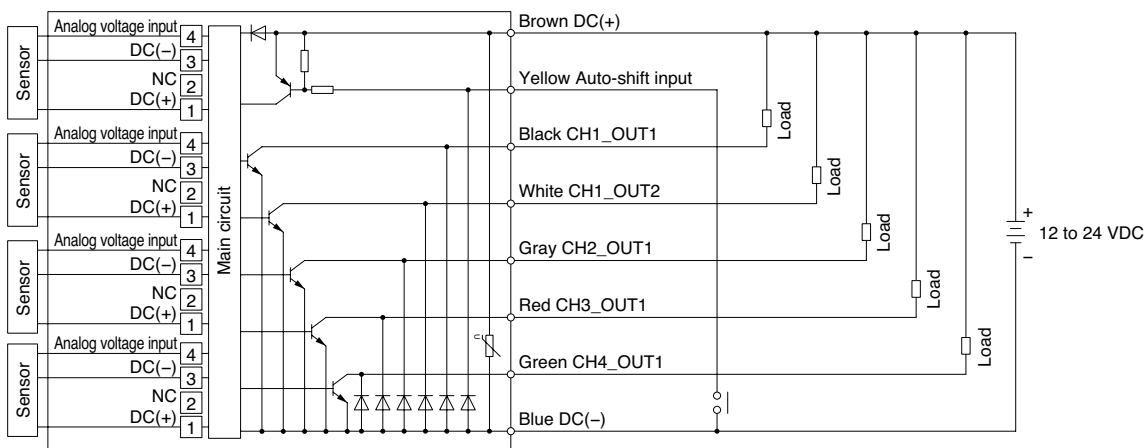 Sensor
Analog voltage input 4
DC(−) 3
NC 2
DC(+) 1
Sensor
Analog voltage input 4
DC(−) 3
NC 2
DC(+) 1
Sensor
Analog voltage input 4
DC(−) 3
NC 2
DC(+) 1
Sensor
Analog voltage input 4
DC(−) 3
NC 2
DC(+) 1
Main circuit
Brown DC(+)
Yellow Auto-shift input
Black CH1_OUT1
White CH1_OUT2
Gray CH2_OUT1
Red CH3_OUT1
Green CH4_OUT1
Blue DC(−)
Load
Load
Load
Load
Load
+
12 to 24 VDC
−